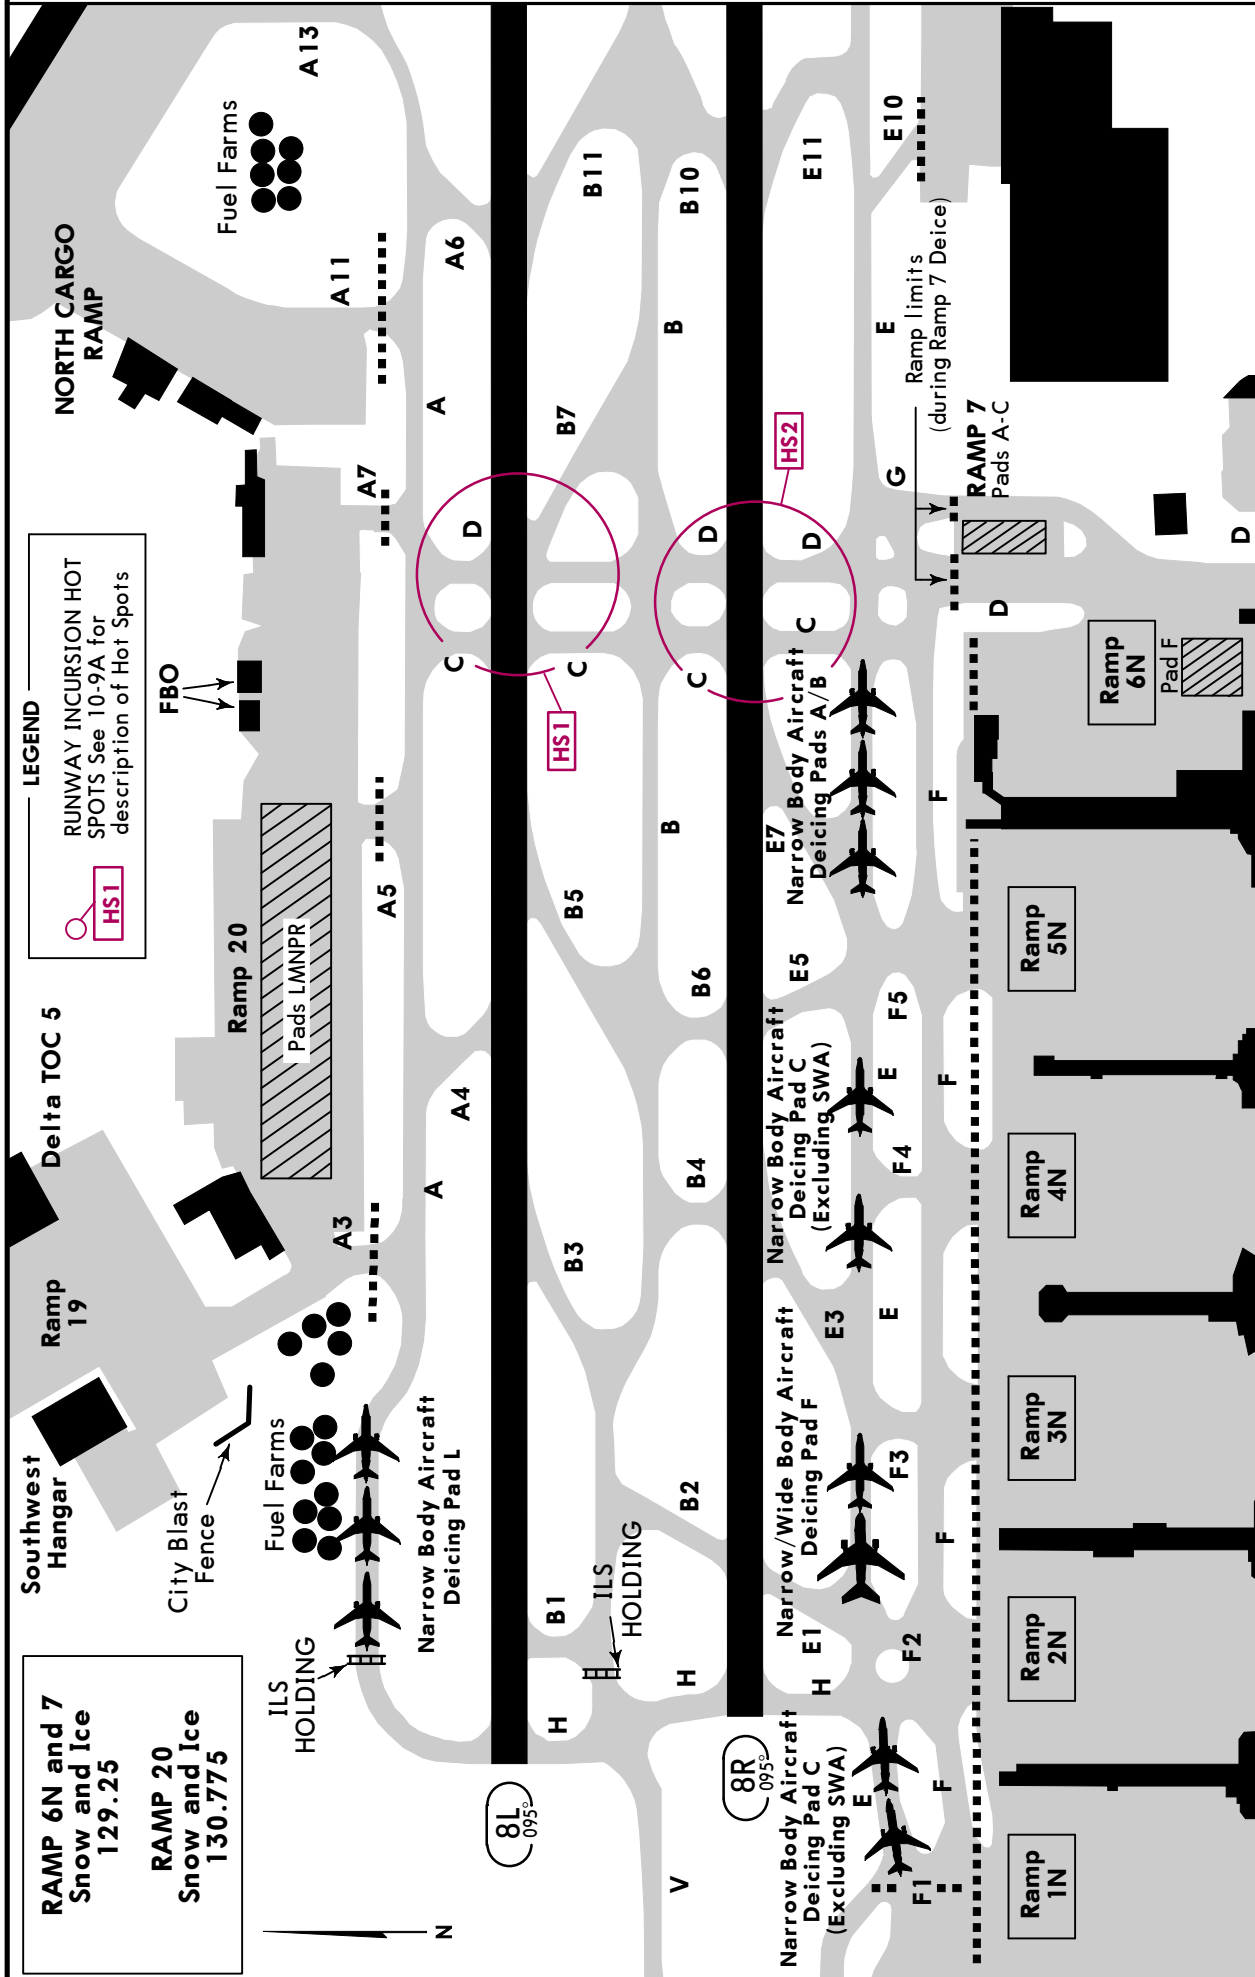 RAMP 6N and 7
Snow and Ice
129.25
RAMP 20
Snow and Ice
130.775
N
Southwest
Hangar
Ramp
19
Delta TOC 5
LEGEND
HS1
RUNWAY INCURSION HOT
SPOTS See 10-9A for
description of Hot Spots
NORTH CARGO
RAMP
City Blast
Fence
Ramp 20
Pads LMNPR
FBO
Fuel Farms
A13
ILS
HOLDING
Fuel Farms
A3
A5
A7
A11
Narrow Body Aircraft
Deicing Pad L
A
A4
C
D
A
A6
8L
095°
H
B1
B3
B5
HS1
C
B7
B11
ILS
HOLDING
V
H
B2
B4
B6
B
C
D
B
B10
8R
095°
HS2
Narrow Body Aircraft
Deicing Pad C
(Excluding SWA)
H
E1
Narrow/Wide Body Aircraft
Deicing Pad F
E3
Narrow Body Aircraft
Deicing Pad C
(Excluding SWA)
E5
E7
Narrow Body Aircraft
Deicing Pads A/B
C
D
E11
E
E
E
E
E10
F1
F2
F3
F4
F5
G
Ramp limits
(during Ramp 7 Deice)
F
F
F
F
D
RAMP 7
Pads A-C
Ramp
1N
Ramp
2N
Ramp
3N
Ramp
4N
Ramp
5N
Ramp
6N
Pad F
D